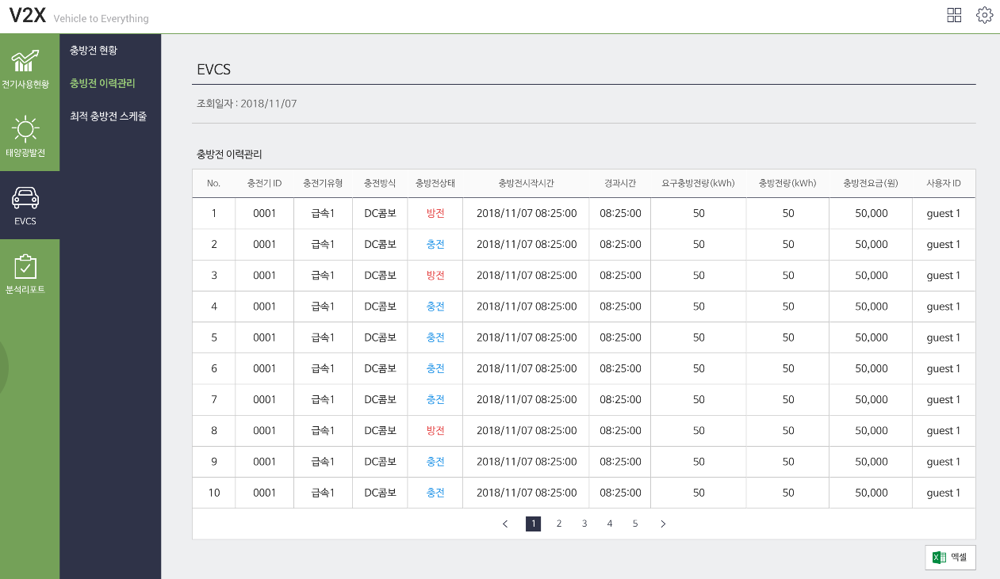 V2X Vehicle to Everything
전기사용현황
태양광발전
EVCS
분석리포트
충방전 현황
충방전 이력관리
최적 충방전 스케줄
EVCS
조회일자 : 2018/11/07
충방전 이력관리
No. 충전기 ID 충전기유형 충전방식 충방전상태 충방전시작시간 경과시간 요구충방전량(kWh) 충방전량(kWh) 충방전요금(원) 사용자 ID
1 0001 급속1 DC콤보 방전 2018/11/07 08:25:00 08:25:00 50 50 50,000 guest 1
2 0001 급속1 DC콤보 충전 2018/11/07 08:25:00 08:25:00 50 50 50,000 guest 1
3 0001 급속1 DC콤보 방전 2018/11/07 08:25:00 08:25:00 50 50 50,000 guest 1
4 0001 급속1 DC콤보 충전 2018/11/07 08:25:00 08:25:00 50 50 50,000 guest 1
5 0001 급속1 DC콤보 충전 2018/11/07 08:25:00 08:25:00 50 50 50,000 guest 1
6 0001 급속1 DC콤보 충전 2018/11/07 08:25:00 08:25:00 50 50 50,000 guest 1
7 0001 급속1 DC콤보 충전 2018/11/07 08:25:00 08:25:00 50 50 50,000 guest 1
8 0001 급속1 DC콤보 방전 2018/11/07 08:25:00 08:25:00 50 50 50,000 guest 1
9 0001 급속1 DC콤보 충전 2018/11/07 08:25:00 08:25:00 50 50 50,000 guest 1
10 0001 급속1 DC콤보 충전 2018/11/07 08:25:00 08:25:00 50 50 50,000 guest 1
< 1 2 3 4 5 >
엑셀